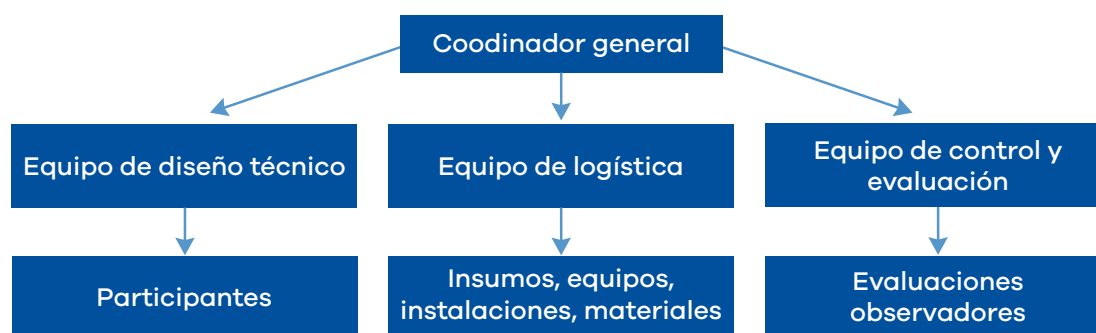 Coodinador general
Equipo de diseño técnico
Equipo de logística
Equipo de control y
evaluación
Participantes
Insumos, equipos,
instalaciones, materiales
Evaluaciones
observadores